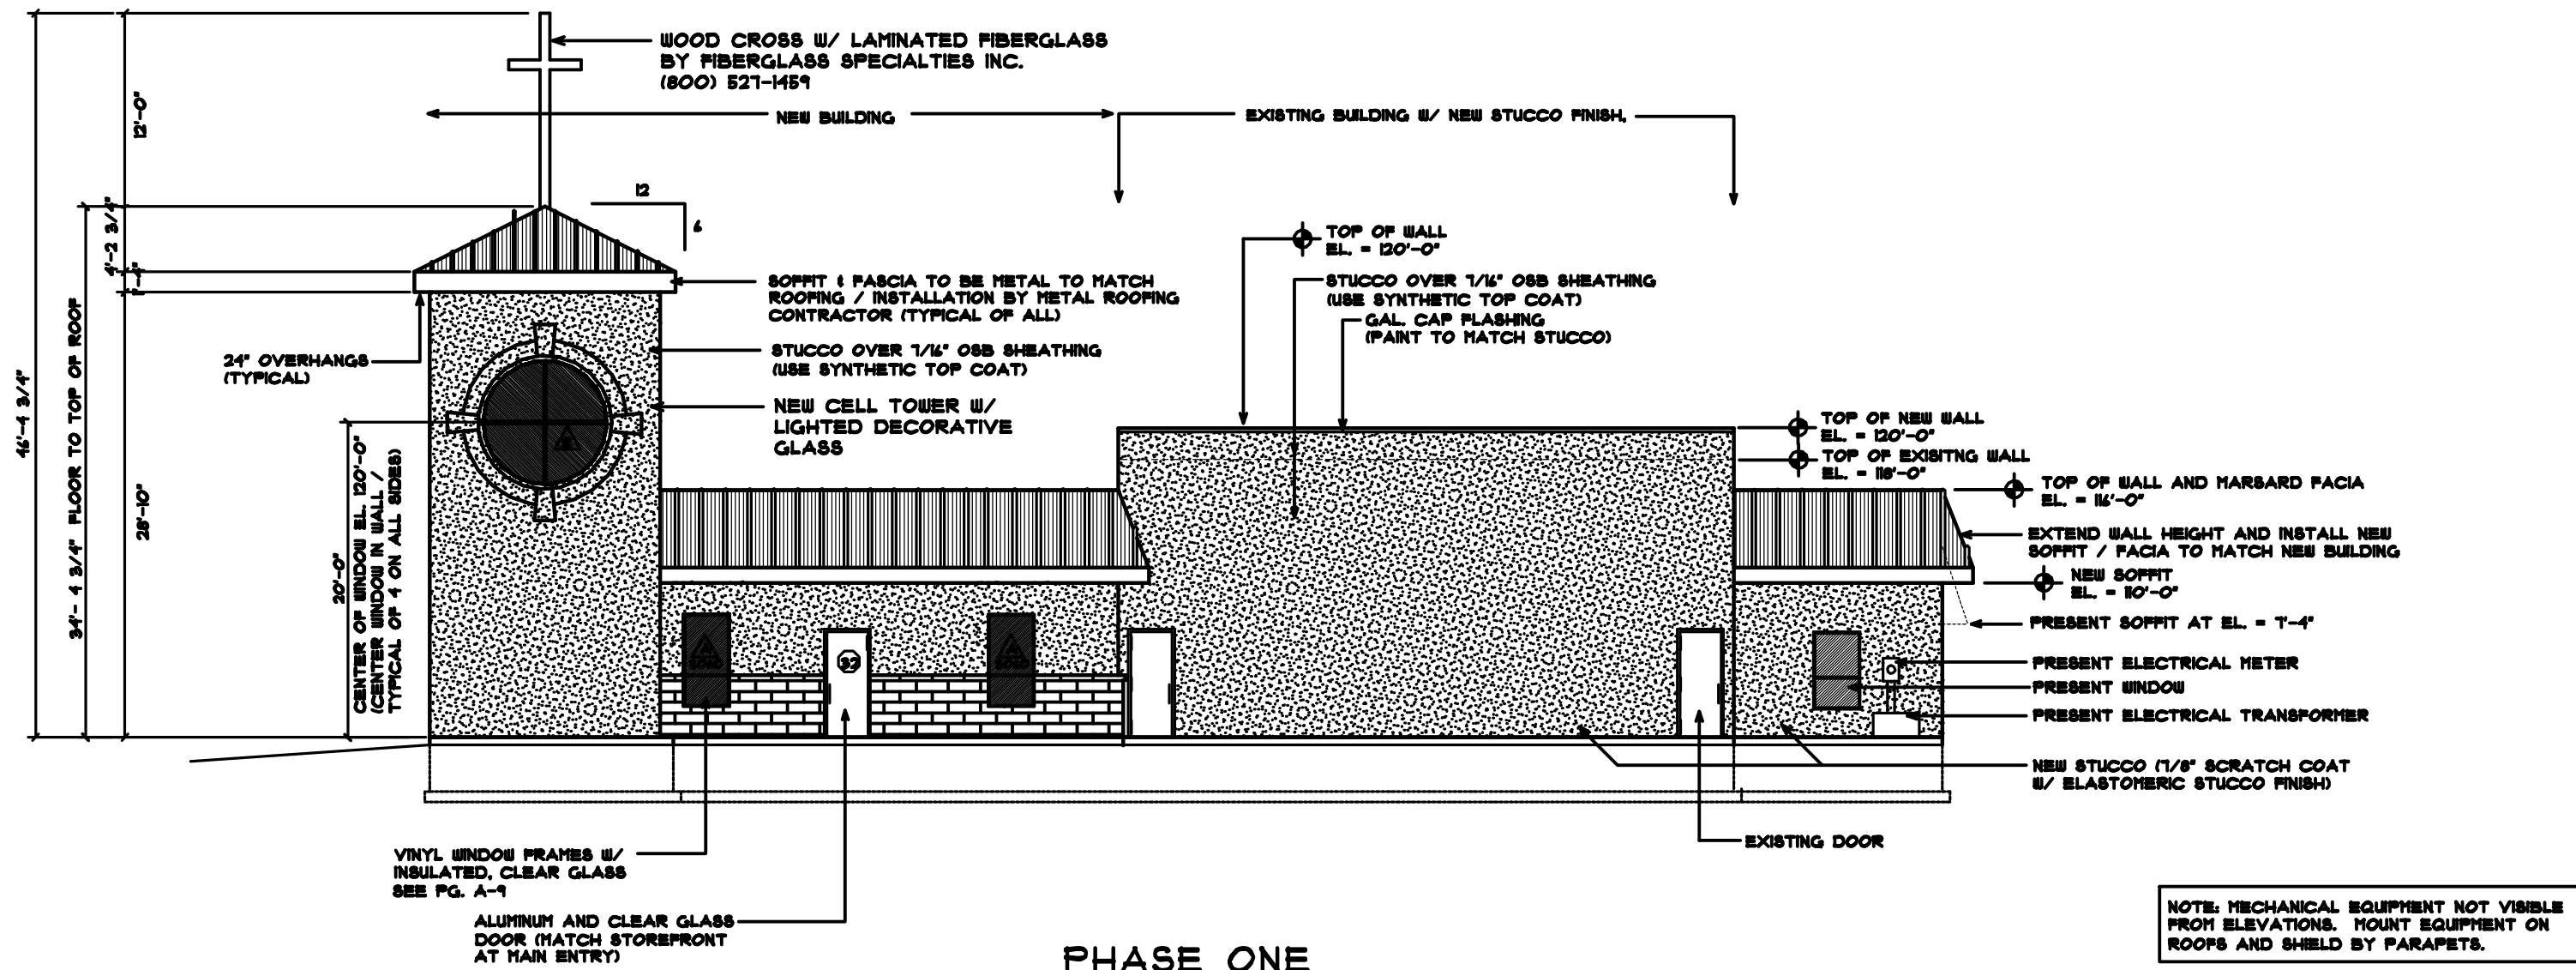 WOOD CROSS W/ LAMINATED FIBERGLASS
BY FIBERGLASS SPECIALTIES INC.
(800) 527-1459
NEW BUILDING
EXISTING BUILDING W/ NEW STUCCO FINISH,
12'-0"
12
6
4'-2 3/4"
1'-4"
46'-4 3/4"
34'- 4 3/4" FLOOR TO TOP OF ROOF
28'-10"
20'-0"
CENTER OF WINDOW EL. 120'-0"
(CENTER WINDOW IN WALL /
TYPICAL OF 4 ON ALL SIDES)
24" OVERHANGS
(TYPICAL)
SOFFIT & FASCIA TO BE METAL TO MATCH
ROOFING / INSTALLATION BY METAL ROOFING
CONTRACTOR (TYPICAL OF ALL)
STUCCO OVER 7/16" OSB SHEATHING
(USE SYNTHETIC TOP COAT)
NEW CELL TOWER W/
LIGHTED DECORATIVE
GLASS
TOP OF WALL
EL. = 120'-0"
STUCCO OVER 7/16" OSB SHEATHING
(USE SYNTHETIC TOP COAT)
GAL. CAP FLASHING
(PAINT TO MATCH STUCCO)
TOP OF NEW WALL
EL. = 120'-0"
TOP OF EXISITNG WALL
EL. = 118'-0"
TOP OF WALL AND MARSARD FACIA
EL. = 116'-0"
EXTEND WALL HEIGHT AND INSTALL NEW
SOFFIT / FACIA TO MATCH NEW BUILDING
NEW SOFFIT
EL. = 110'-0"
PRESENT SOFFIT AT EL. = 7'-4"
PRESENT ELECTRICAL METER
PRESENT WINDOW
PRESENT ELECTRICAL TRANSFORMER
NEW STUCCO (7/8" SCRATCH COAT
W/ ELASTOMERIC STUCCO FINISH)
A
A
37
EXISTING DOOR
VINYL WINDOW FRAMES W/
INSULATED, CLEAR GLASS
SEE PG. A-9
ALUMINUM AND CLEAR GLASS
DOOR (MATCH STOREFRONT
AT MAIN ENTRY)
PHASE ONE
NOTE: MECHANICAL EQUIPMENT NOT VISIBLE
FROM ELEVATIONS. MOUNT EQUIPMENT ON
ROOFS AND SHIELD BY PARAPETS.